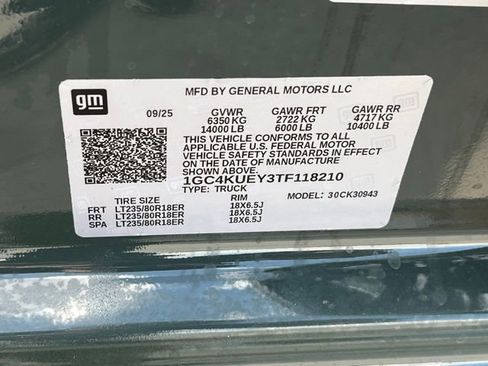 gm
MFD BY GENERAL MOTORS LLC
09/25 GVWR GAWR FRT GAWR RR
6350 KG 2722 KG 4717 KG
14000 LB 6000 LB 10400 LB
THIS VEHICLE CONFORMS TO ALL
APPLICABLE U.S. FEDERAL MOTOR
VEHICLE SAFETY STANDARDS IN EFFECT
ON THE DATE OF MANUFACTURE
SHOWN ABOVE.
1GC4KUEY3TF118210
TYPE: TRUCK MODEL: 30CK30943
TIRE SIZE RIM
FRT LT235/80R18ER 18X6.5J
RR LT235/80R18ER 18X6.5J
SPA LT235/80R18ER 18X6.5J